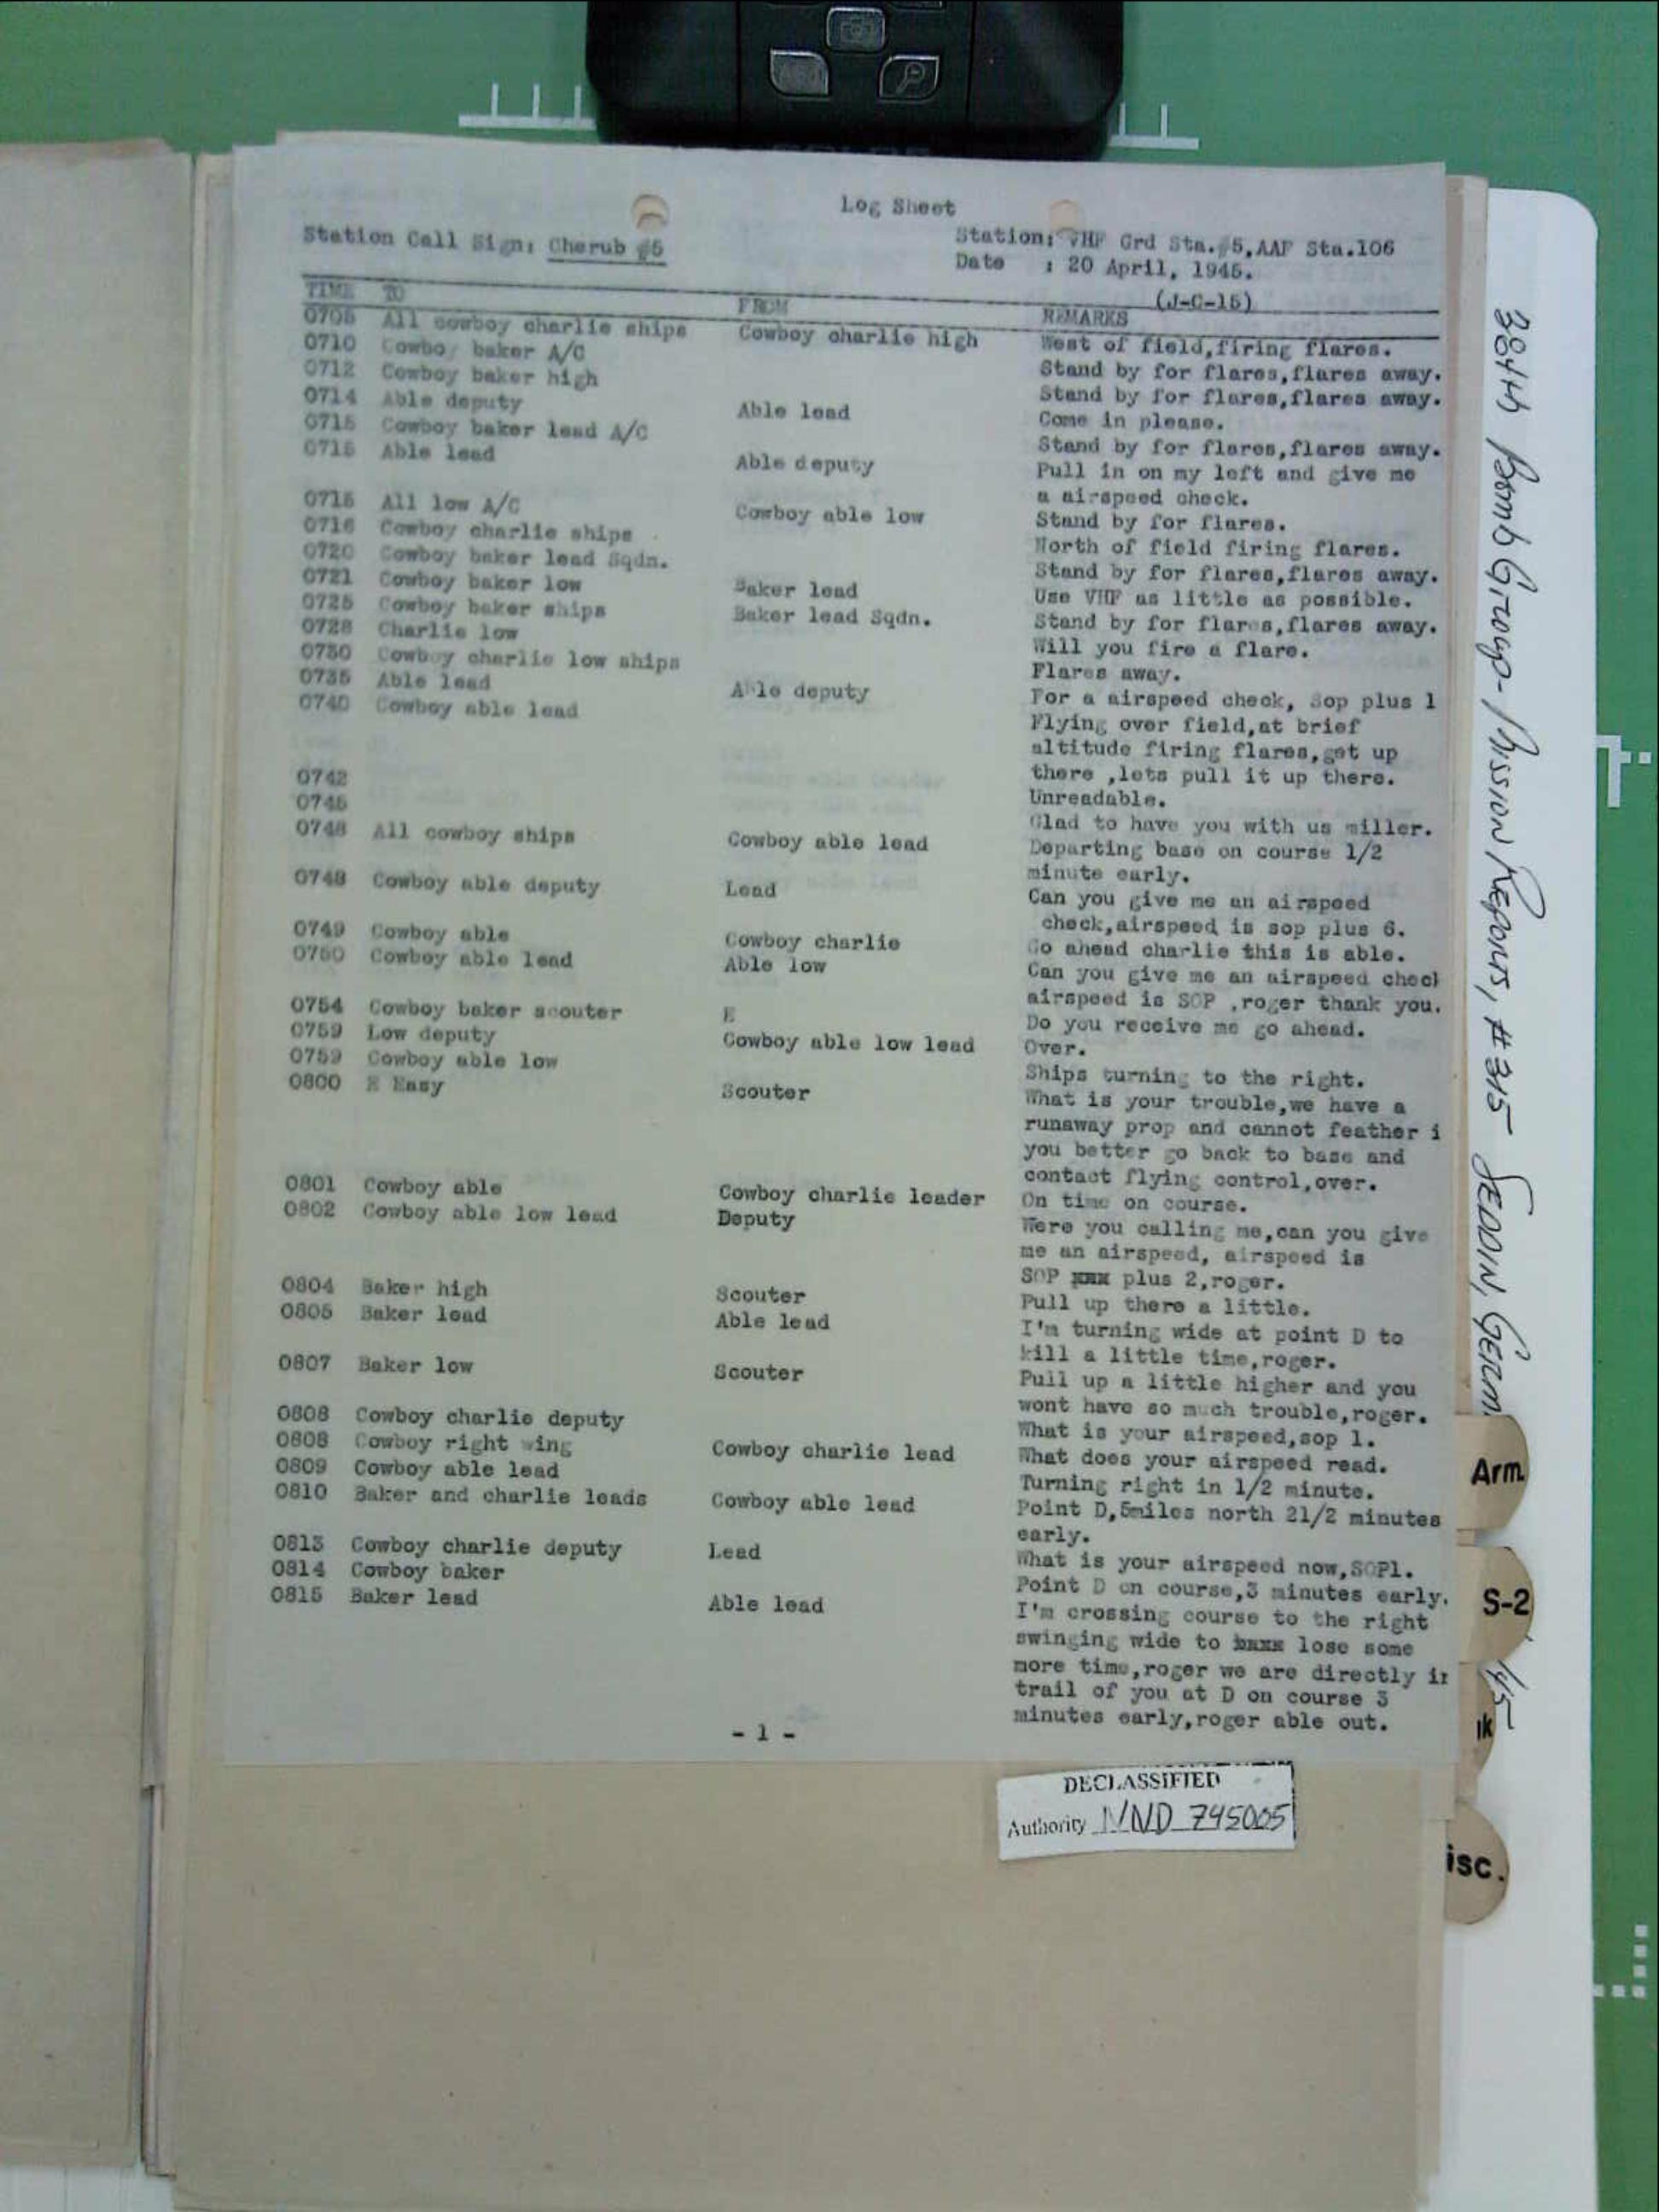 Log Sheet
Station Call Sign: Cherub #5 Station: VHF Grd Sta.#5,AAF Sta.106
Date : 20 April, 1945.
(J-C-15)
TIME TO FROM REMARKS
0705 All cowboy charlie ships Cowboy charlie high West of field,firing flares.
0710 Cowboy baker A/C Stand by for flares,flares away.
0712 Cowboy baker high Stand by for flares,flares away.
0714 Able deputy Able lead Come in please.
0715 Cowboy baker lead A/C Stand by for flares,flares away.
0715 Able lead Able deputy Pull in on my left and give me
a airspeed check.
0715 All low A/C Cowboy able low Stand by for flares.
0716 Cowboy charlie ships North of field firing flares.
0720 Cowboy baker lead Sqdn. Stand by for flares,flares away.
0721 Cowboy baker low Baker lead Use VHF as little as possible.
0725 Cowboy baker ships Baker lead Sqdn. Stand by for flares,flares away.
0728 Charlie low Will you fire a flare.
0730 Cowboy charlie low ships Flares away.
0735 Able lead Able deputy For a airspeed check, Sop plus 1
0740 Cowboy able lead Flying over field,at brief
altitude firing flares,get up
there ,lets pull it up there.
0742 Unreadable.
0745 Glad to have you with us miller.
0748 All cowboy ships Cowboy able lead Departing base on course 1/2
minute early.
0748 Cowboy able deputy Lead Can you give me an airspeed
check,airspeed is sop plus 6.
0749 Cowboy able Cowboy charlie Go ahead charlie this is able.
0750 Cowboy able lead Able low Can you give me an airspeed check
airspeed is SOP ,roger thank you.
0754 Cowboy baker scouter E Do you receive me go ahead.
0759 Low deputy Cowboy able low lead Over.
0759 Cowboy able low Ships turning to the right.
0800 E Easy Scouter What is your trouble,we have a
runaway prop and cannot feather i
you better go back to base and
contact flying control,over.
0801 Cowboy able Cowboy charlie leader On time on course.
0802 Cowboy able low lead Deputy Were you calling me,can you give
me an airspeed, airspeed is
SOP xxx plus 2,roger.
0804 Baker high Scouter Pull up there a little.
0805 Baker lead Able lead I'm turning wide at point D to
kill a little time,roger.
0807 Baker low Scouter Pull up a little higher and you
wont have so much trouble,roger.
0808 Cowboy charlie deputy What is your airspeed,sop 1.
0808 Cowboy right wing Cowboy charlie lead What does your airspeed read.
0809 Cowboy able lead Turning right in 1/2 minute.
0810 Baker and charlie leads Cowboy able lead Point D,5miles north 21/2 minutes
early.
0813 Cowboy charlie deputy Lead What is your airspeed now,SOP1.
0814 Cowboy baker Point D on course,3 minutes early.
0815 Baker lead Able lead I'm crossing course to the right
swinging wide to lose some
more time,roger we are directly in
trail of you at D on course 3
minutes early,roger able out.
- 1 -
DECLASSIFIED
Authority NND 745005
384th Bomb Group-Mission Reports, #315 SEDDIN, Germ
/45
Arm.
S-2
ik
isc.